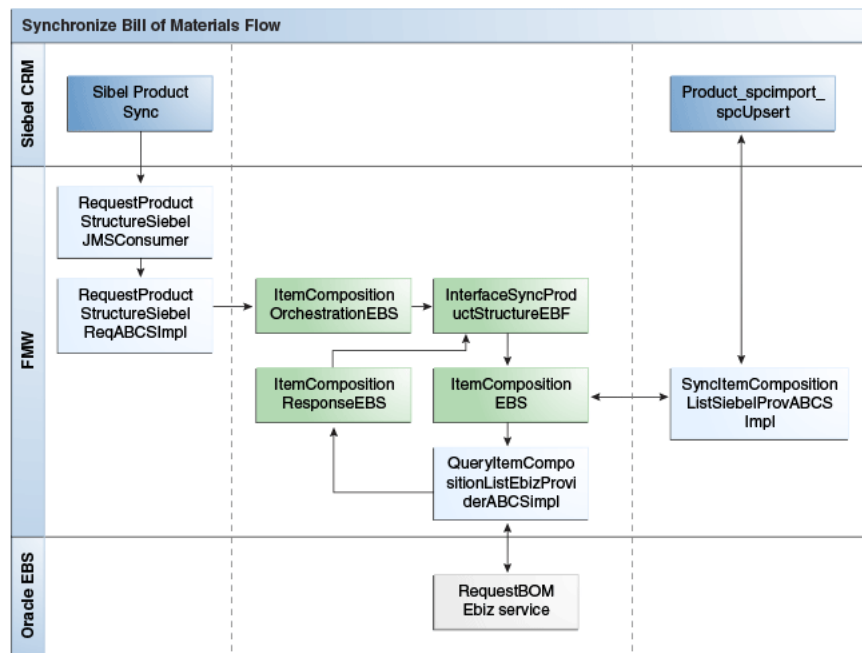 Synchronize Bill of Materials Flow
Siebel CRM
Sibel Product
Sync
Product_spcimport_
spcUpsert
FMW
RequestProduct
StructureSiebel
JMSConsumer
RequestProduct
StructureSiebel
ReqABCSImpl
ItemComposition
OrchestrationEBS
InterfaceSyncProd
uctStructureEBF
ItemComposition
ResponseEBS
ItemComposition
EBS
SyncItemComposition
ListSiebelProvABCS
Impl
QueryItemCompo
sitionListEbizProvi
derABCSimpl
Oracle EBS
RequestBOM
Ebiz service